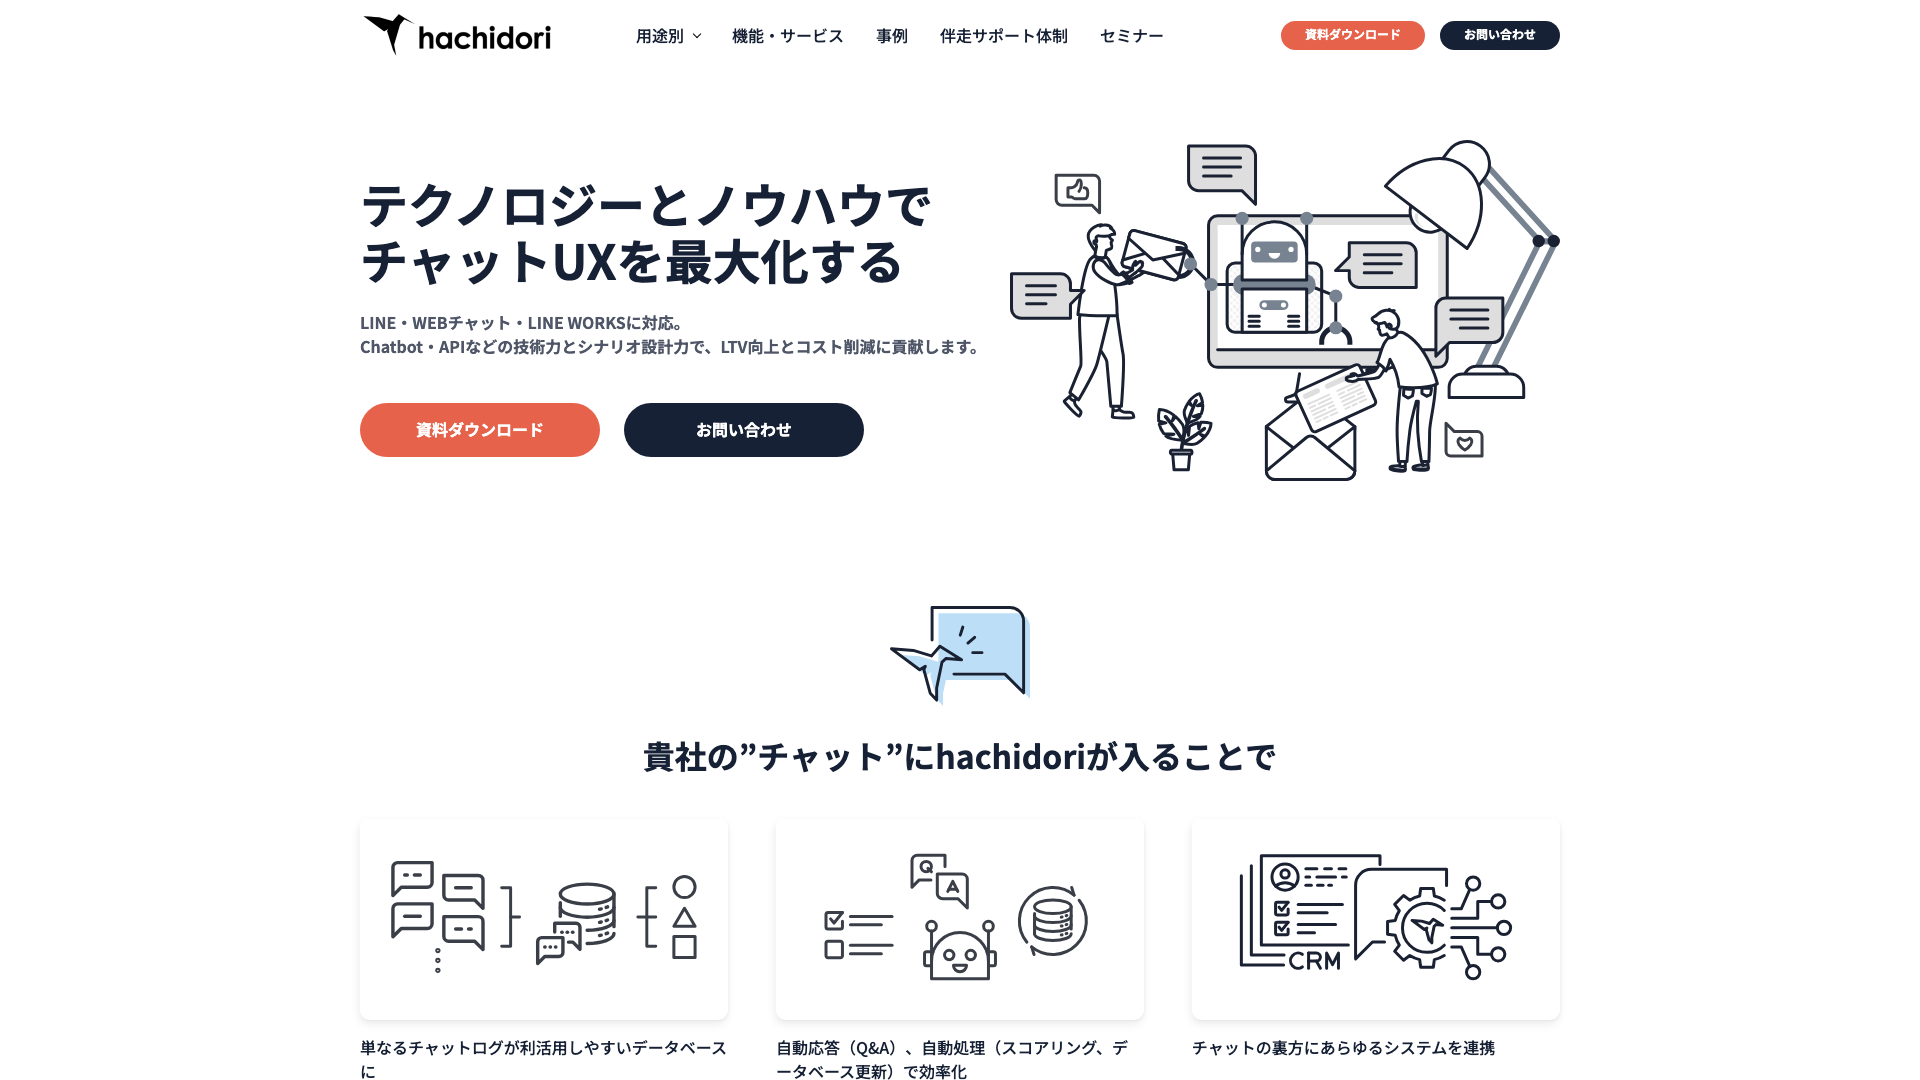 hachidori
用途別
機能・サービス
事例
伴走サポート体制
セミナー
資料ダウンロード
お問い合わせ
テクノロジーとノウハウで
チャットUXを最大化する
LINE・WEBチャット・LINE WORKSに対応。
Chatbot・APIなどの技術力とシナリオ設計力で、LTV向上とコスト削減に貢献します。
資料ダウンロード
お問い合わせ
貴社の”チャット”にhachidoriが入ることで
Q
A
CRM
単なるチャットログが利活用しやすいデータベース
に
自動応答（Q&A）、自動処理（スコアリング、デ
ータベース更新）で効率化
チャットの裏方にあらゆるシステムを連携